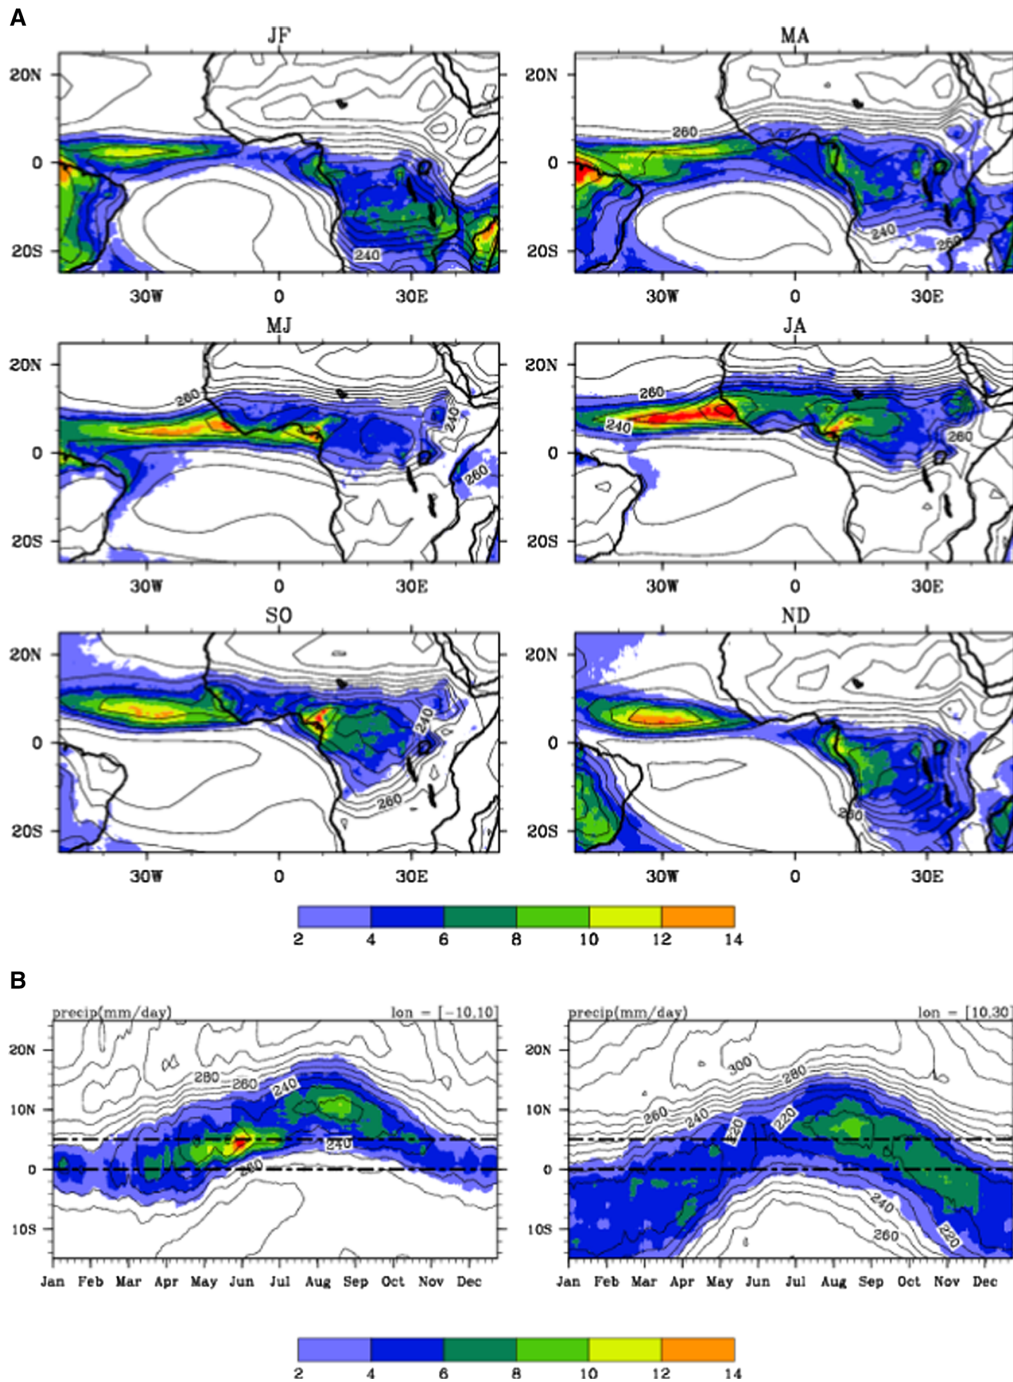 A
JF MA
20N 20N
260
0 0
20S 240 20S 240 260
30W 0 30E 30W 0 30E
MJ JA
20N 20N
260 240 260
240 260
0 0
260
20S 20S
30W 0 30E 30W 0 30E
SO ND
20N 20N
240
0 0
260
20S 20S
30W 0 30E 30W 0 30E
2 4 6 8 10 12 14
B
precip(mm/day) lon = [-10,10] precip(mm/day) lon = [10,30]
20N 20N
280 260 240 300 280
10N 10N
260 240 220 220
240
0 0
260
10S 10S
240 260 220
Jan Feb Mar Apr May Jun Jul Aug Sep Oct Nov Dec Jan Feb Mar Apr May Jun Jul Aug Sep Oct Nov Dec
2 4 6 8 10 12 14